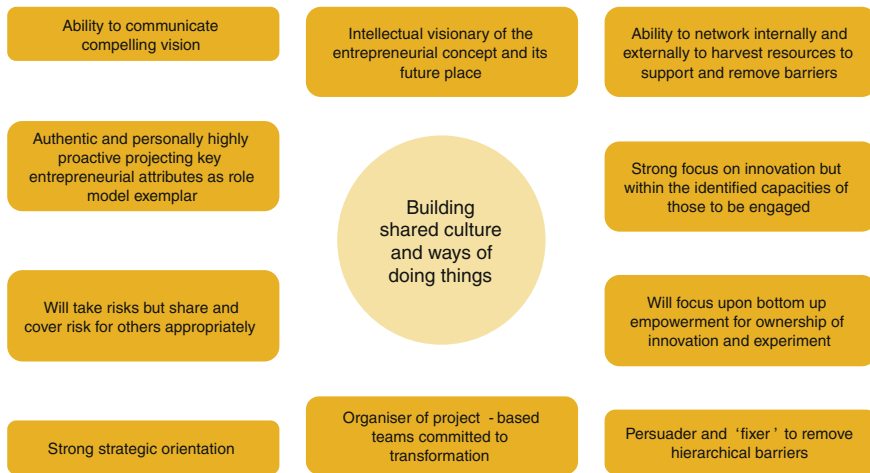 Ability to communicate
compelling vision
Intellectual visionary of the
entrepreneurial concept and its
future place
Ability to network internally and
externally to harvest resources to
support and remove barriers
Authentic and personally highly
proactive projecting key
entrepreneurial attributes as role
model exemplar
Building
shared culture
and ways of
doing things
Strong focus on innovation but
within the identified capacities of
those to be engaged
Will take risks but share and
cover risk for others appropriately
Will focus upon bottom up
empowerment for ownership of
innovation and experiment
Strong strategic orientation
Organiser of project - based
teams committed to
transformation
Persuader and ‘fixer’ to remove
hierarchical barriers